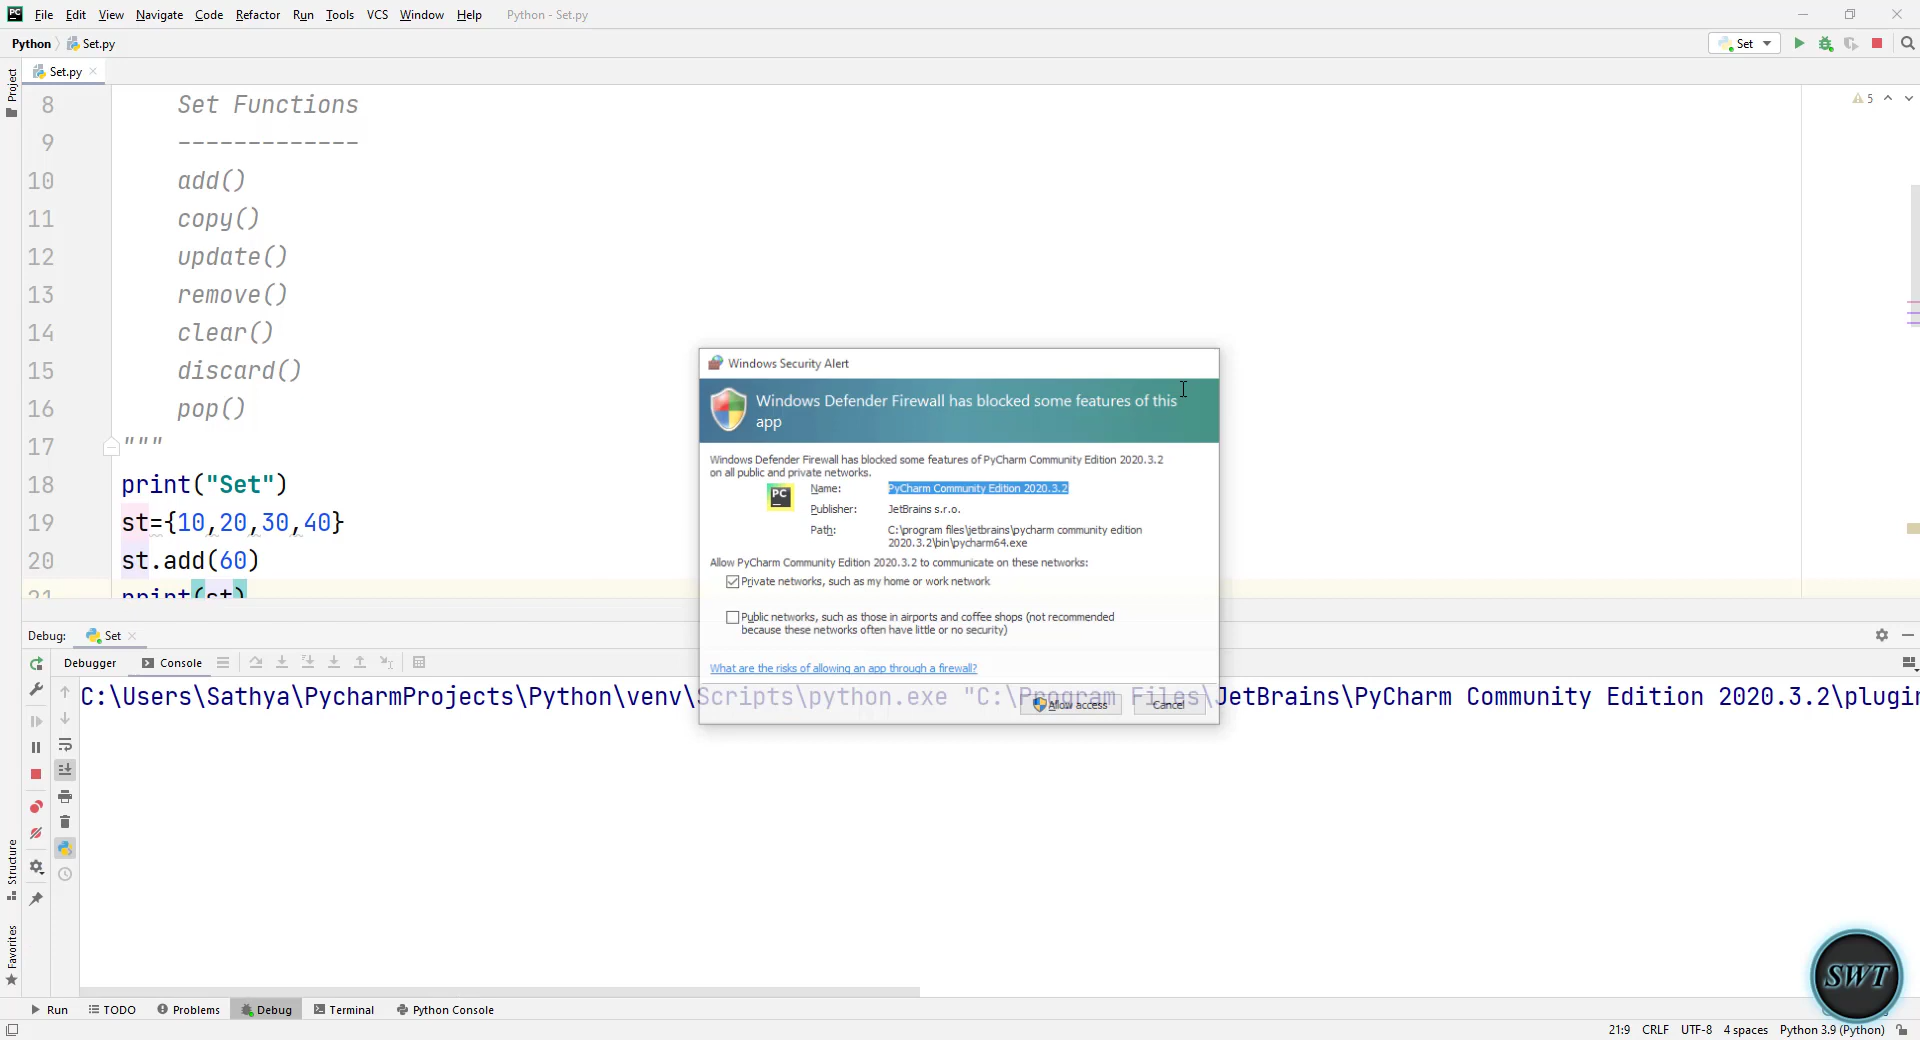 File Edit View Navigate Code Refactor Run Tools VCS Window Help Python - Set.py
Python Set.py Set
Project
Set.py
5
8 Set Functions
9 -------------
10 add()
11 copy()
12 update()
13 remove()
14 clear()
15 discard()
16 pop()
17 """
18 print("Set")
19 st={10,20,30,40}
20 st.add(60)
21 print(st)
Windows Security Alert
Windows Defender Firewall has blocked some features of this
app
Windows Defender Firewall has blocked some features of PyCharm Community Edition 2020.3.2
on all public and private networks.
Name: PyCharm Community Edition 2020.3.2
Publisher: JetBrains s.r.o.
Path: C:\program files\jetbrains\pycharm community edition
2020.3.2\bin\pycharm64.exe
Allow PyCharm Community Edition 2020.3.2 to communicate on these networks:
Private networks, such as my home or work network
Public networks, such as those in airports and coffee shops (not recommended
because these networks often have little or no security)
What are the risks of allowing an app through a firewall?
Allow access Cancel
Debug: Set
Debugger Console
C:\Users\Sathya\PycharmProjects\Python\venv\Scripts\python.exe "C:\Program Files\JetBrains\PyCharm Community Edition 2020.3.2\plugin
Structure
Favorites
SWT
Run TODO Problems Debug Terminal Python Console
21:9 CRLF UTF-8 4 spaces Python 3.9 (Python)